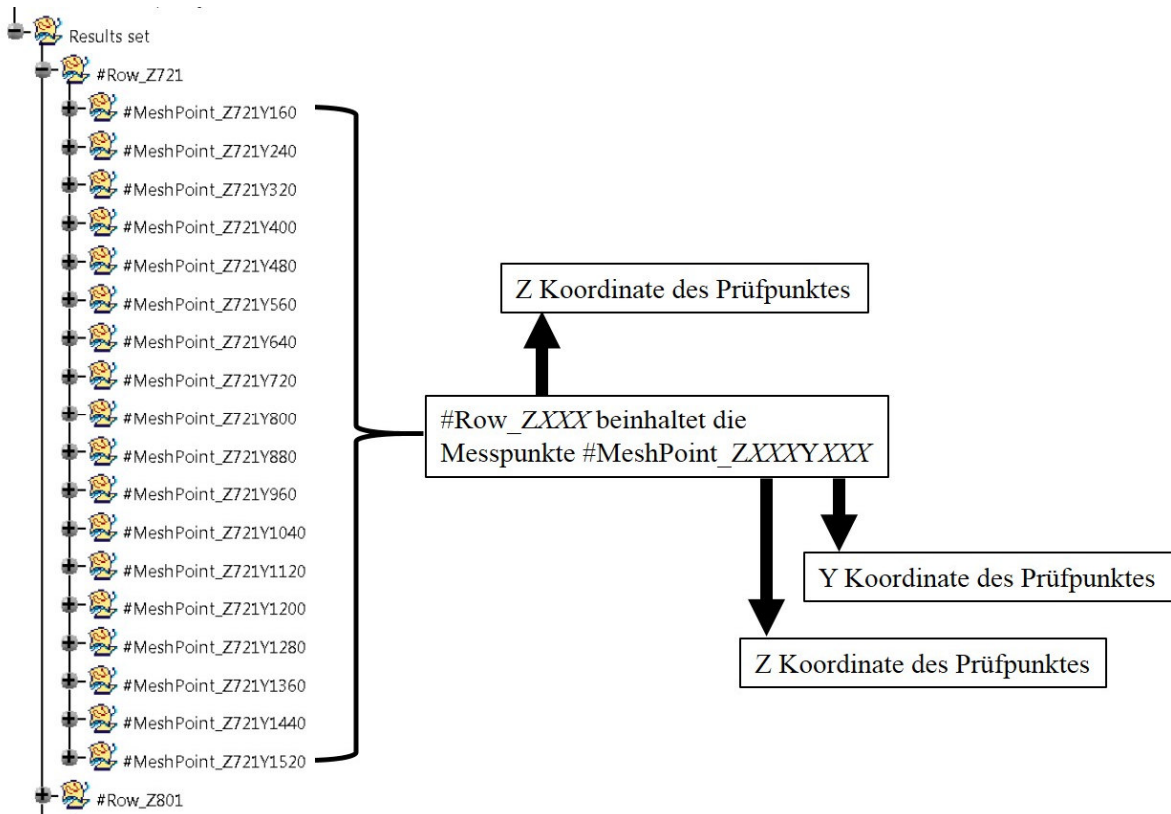 Results set
#Row_Z721
#MeshPoint_Z721Y160
#MeshPoint_Z721Y240
#MeshPoint_Z721Y320
#MeshPoint_Z721Y400
#MeshPoint_Z721Y480
#MeshPoint_Z721Y560
#MeshPoint_Z721Y640
#MeshPoint_Z721Y720
#MeshPoint_Z721Y800
#MeshPoint_Z721Y880
#MeshPoint_Z721Y960
#MeshPoint_Z721Y1040
#MeshPoint_Z721Y1120
#MeshPoint_Z721Y1200
#MeshPoint_Z721Y1280
#MeshPoint_Z721Y1360
#MeshPoint_Z721Y1440
#MeshPoint_Z721Y1520
#Row_Z801
Z Koordinate des Prüfpunktes
#Row_ZXXX beinhaltet die
Messpunkte #MeshPoint_ZXXXYXXX
Y Koordinate des Prüfpunktes
Z Koordinate des Prüfpunktes